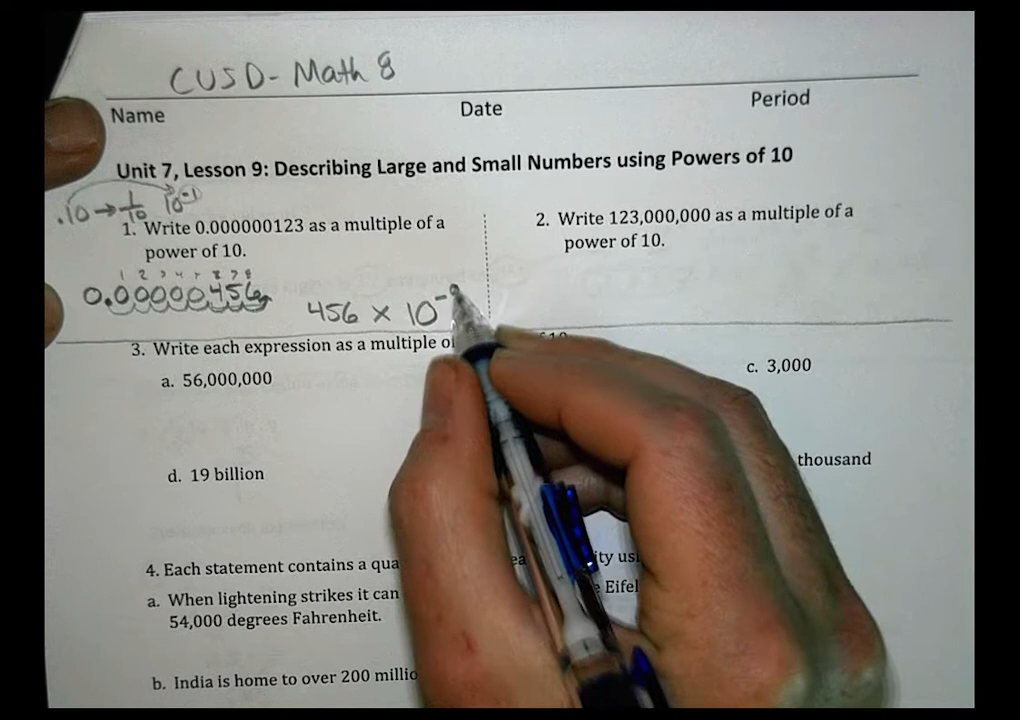 CUSD- Math 8
Name Date Period
Unit 7, Lesson 9: Describing Large and Small Numbers using Powers of 10
.10 → 1/10 10⁻¹
1. Write 0.000000123 as a multiple of a
power of 10.
2. Write 123,000,000 as a multiple of a
power of 10.
1 2 3 4 7 8
0.00000456
456 × 10⁻
3. Write each expression as a multiple
a. 56,000,000
c. 3,000
d. 19 billion
thousand
4. Each statement contains a qua
a. When lightening strikes it can
54,000 degrees Fahrenheit.
Eifel
b. India is home to over 200 millio